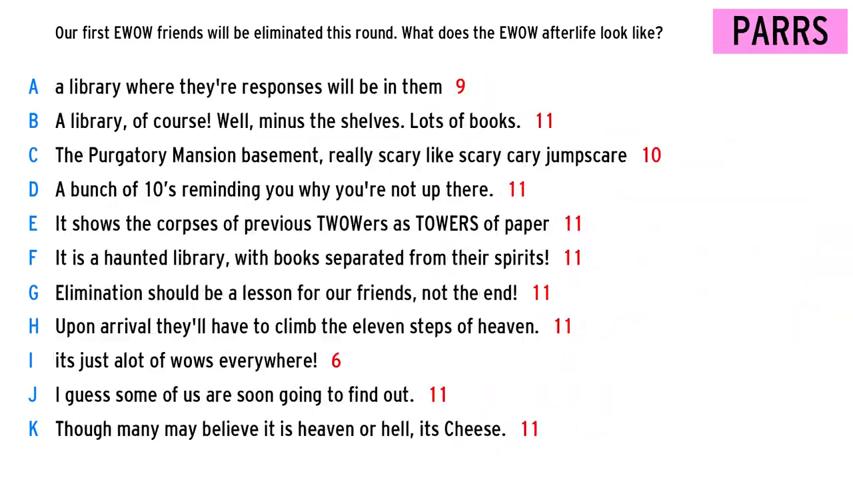 Our first EWOW friends will be eliminated this round. What does the EWOW afterlife look like?
PARRS
A a library where they're responses will be in them 9
B A library, of course! Well, minus the shelves. Lots of books. 11
C The Purgatory Mansion basement, really scary like scary cary jumpscare 10
D A bunch of 10's reminding you why you're not up there. 11
E It shows the corpses of previous TWOWers as TOWERS of paper 11
F It is a haunted library, with books separated from their spirits! 11
G Elimination should be a lesson for our friends, not the end! 11
H Upon arrival they'll have to climb the eleven steps of heaven. 11
I its just alot of wows everywhere! 6
J I guess some of us are soon going to find out. 11
K Though many may believe it is heaven or hell, its Cheese. 11